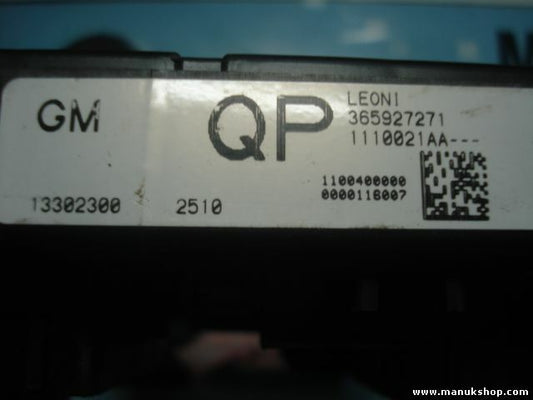 GM
QP
LEONI
365927271
1110021AA---
1100400000
0000116007
13302300
2510
www.manukshop.com